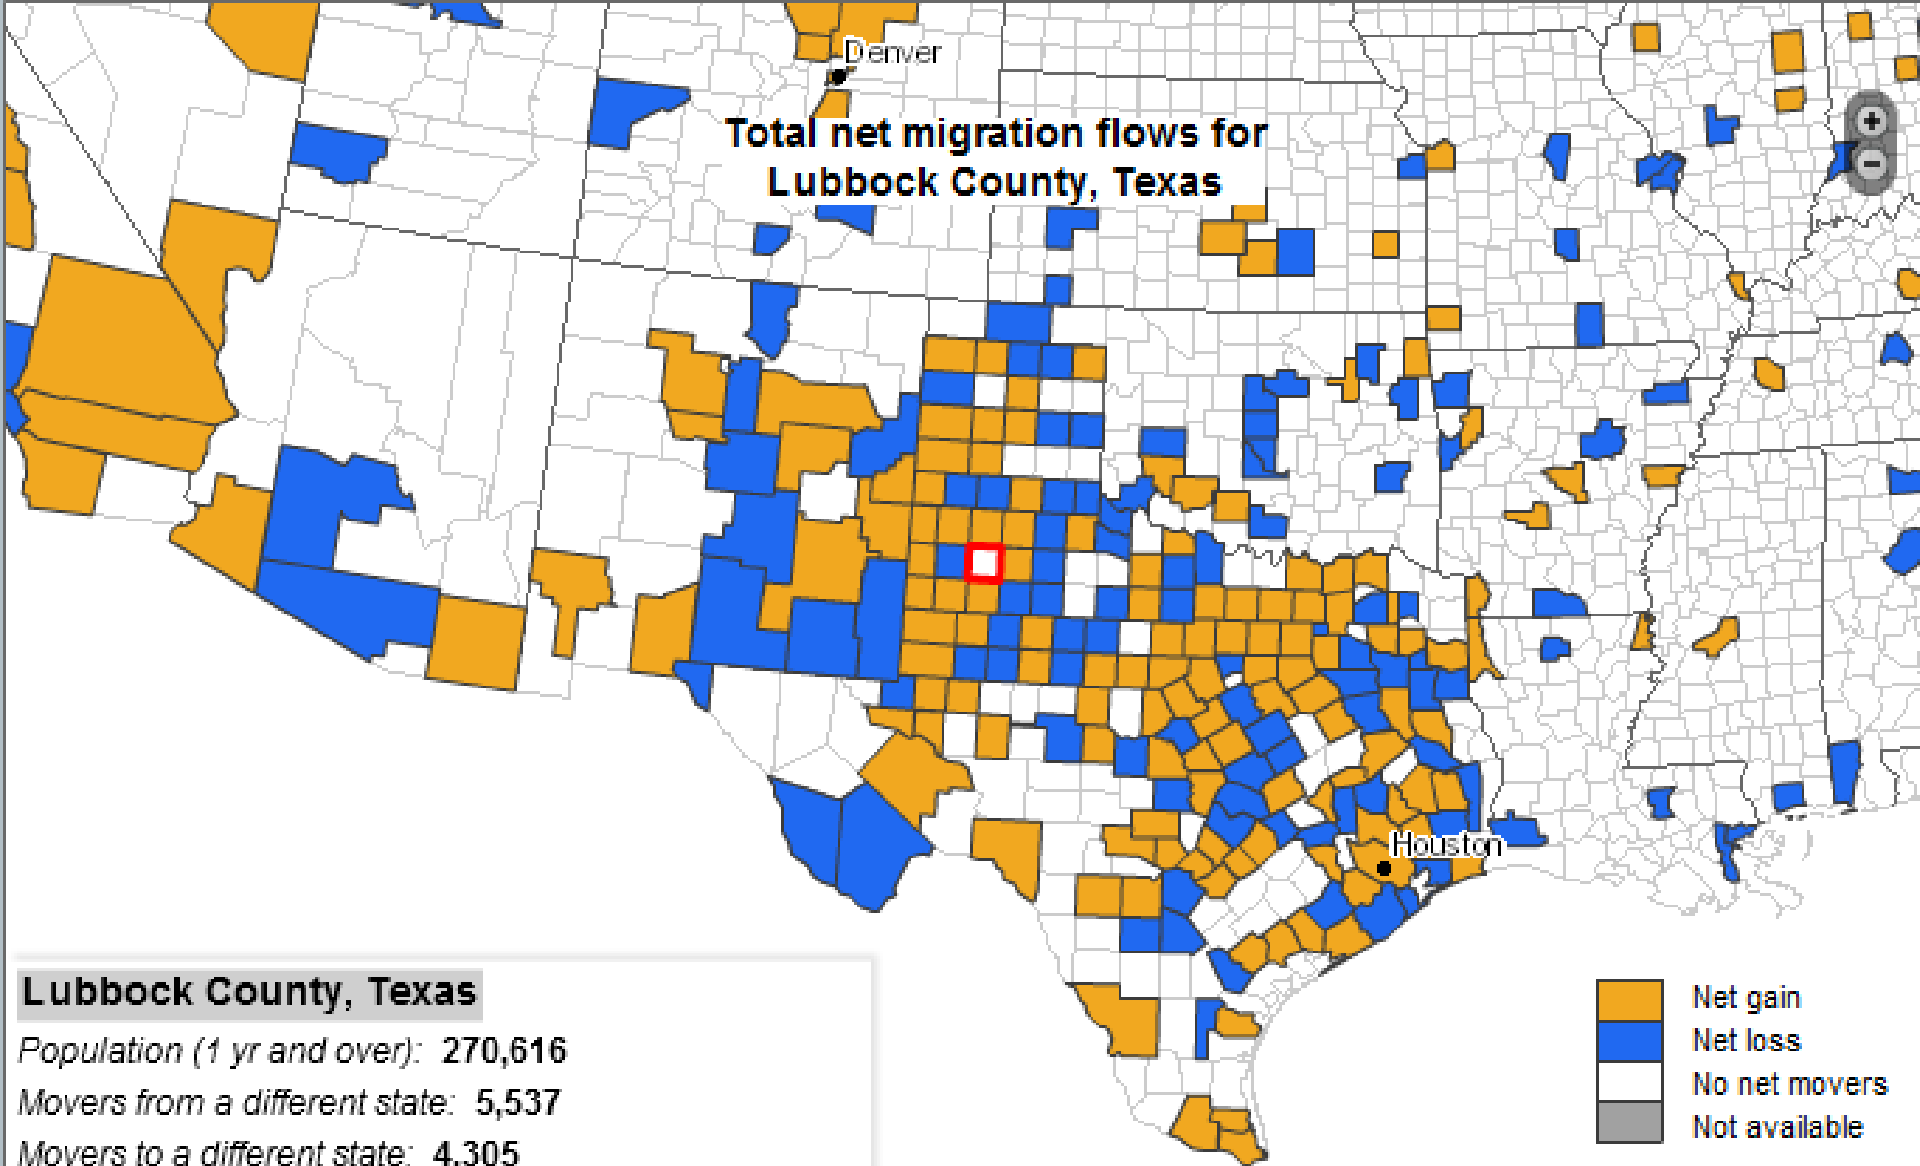 Denver
Total net migration flows for
Lubbock County, Texas
+
−
Houston
Lubbock County, Texas
Population (1 yr and over): 270,616
Movers from a different state: 5,537
Movers to a different state: 4,305
Net gain
Net loss
No net movers
Not available